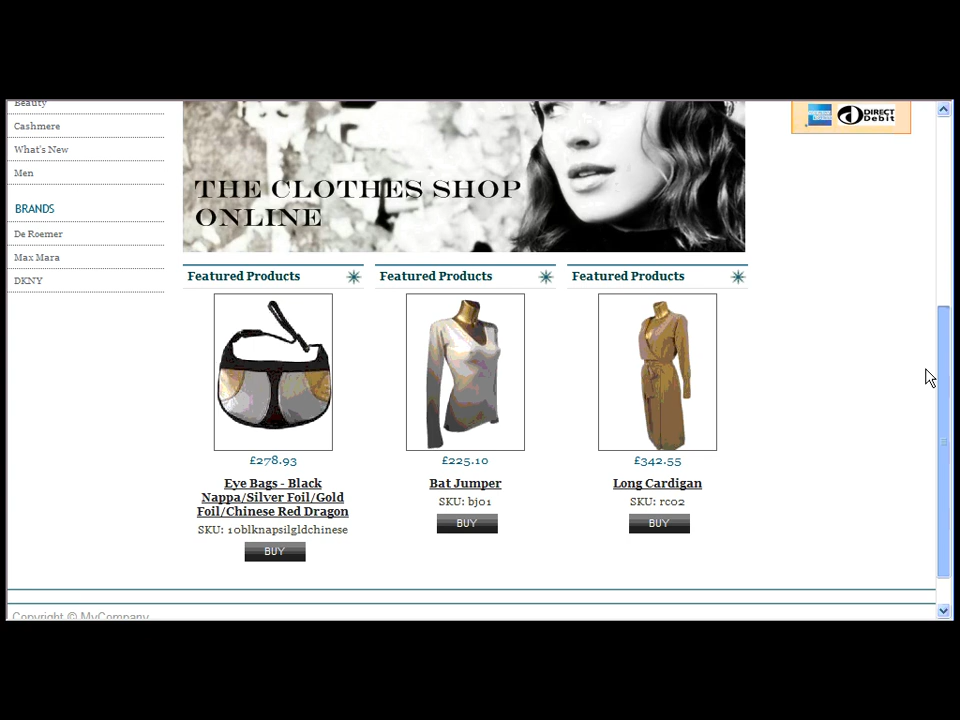 Beauty
Cashmere
What's New
Men
BRANDS
De Roemer
Max Mara
DKNY
DIRECT
Debit
THE CLOTHES SHOP
ONLINE
Featured Products
Featured Products
Featured Products
£278.93
Eye Bags - Black
Nappa/Silver Foil/Gold
Foil/Chinese Red Dragon
SKU: 10blknapsilgldchinese
BUY
£225.10
Bat Jumper
SKU: bj01
BUY
£342.55
Long Cardigan
SKU: rc02
BUY
Copyright © MyCompany